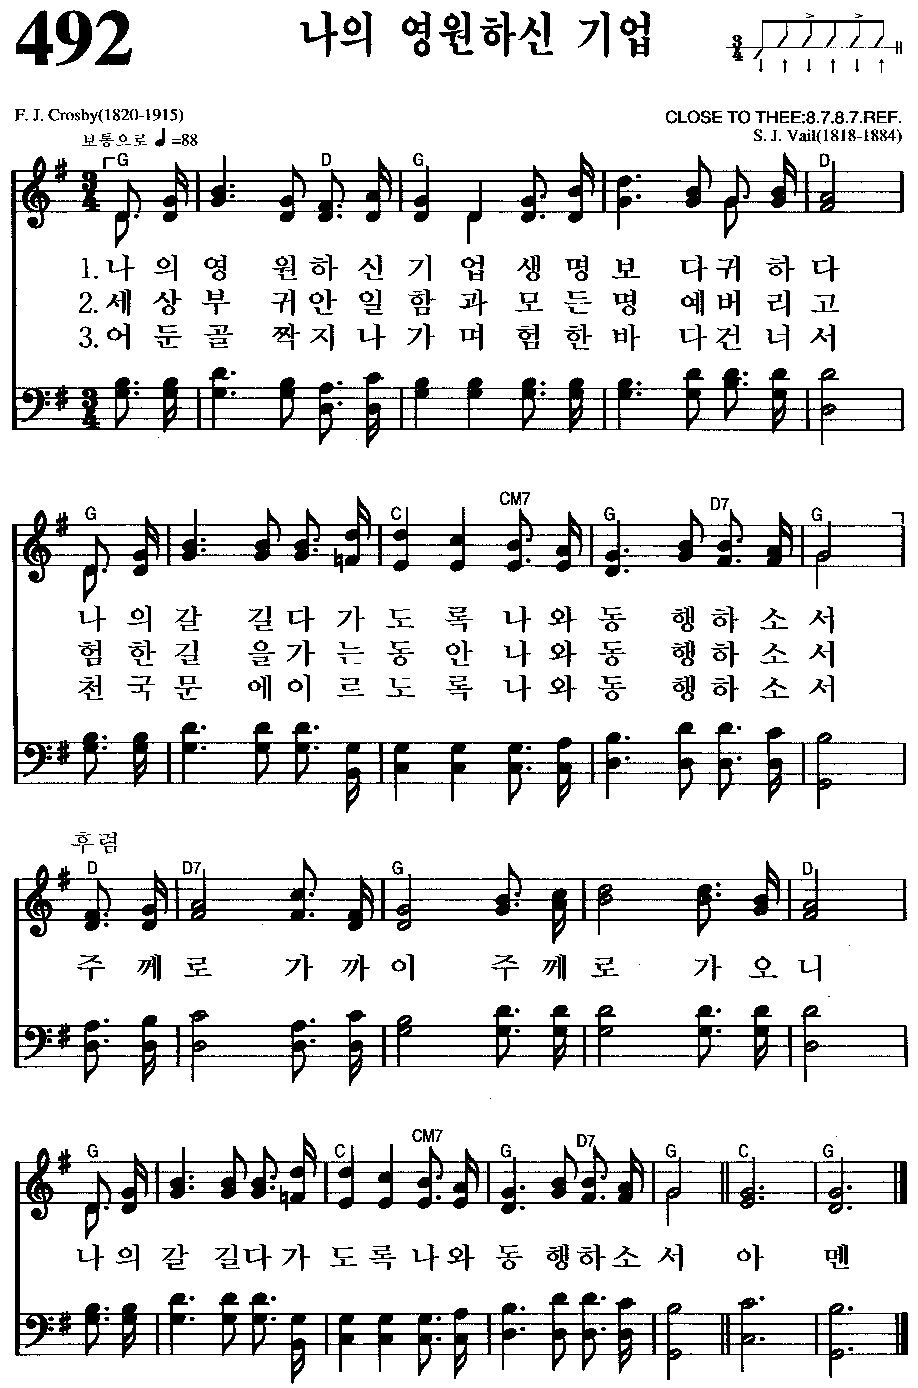 492 나의 영원하신 기업
F. J. Crosby(1820-1915)
CLOSE TO THEE:8.7.8.7.REF.
보통으로 ♩=88
S. J. Vail(1818-1884)
G D G D
1.나 의 영 원하 신 기 업 생 명 보 다귀 하 다
2.세 상 부 귀안 일 함 과 모 든 명 예버 리 고
3.어 둔 골 짝지 나 가 며 험 한 바 다건 너 서
G C CM7 G D7 G
나 의 갈 길다 가 도 록 나 와 동 행하 소 서
험 한 길 을가 는 동 안 나 와 동 행하 소 서
천 국 문 에이 르 도 록 나 와 동 행하 소 서
후렴
D D7 G D
주 께 로 가 까 이 주 께 로 가 오 니
G C CM7 G D7 G C G
나 의 갈 길다 가 도 록 나 와 동 행하 소 서 아 멘